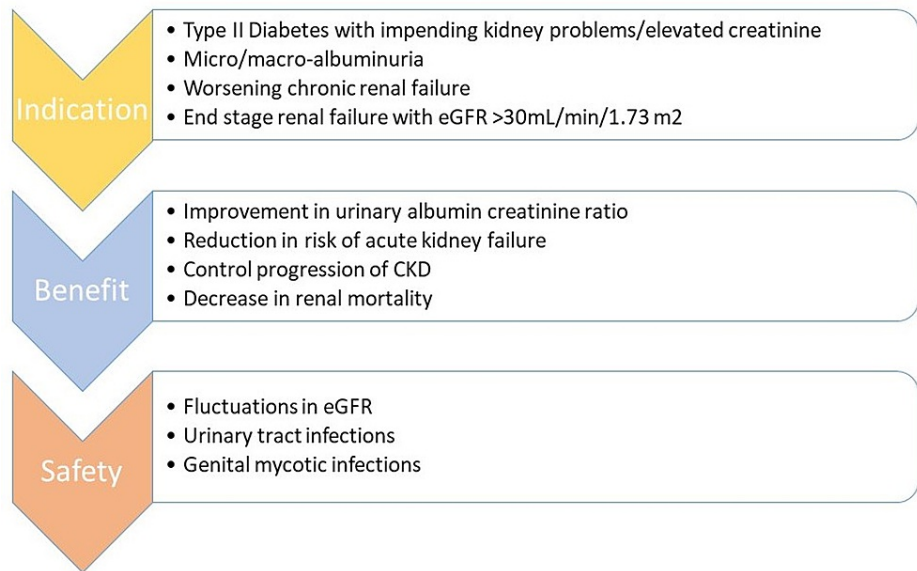 Indication
• Type II Diabetes with impending kidney problems/elevated creatinine
• Micro/macro-albuminuria
• Worsening chronic renal failure
• End stage renal failure with eGFR >30mL/min/1.73 m2
Benefit
• Improvement in urinary albumin creatinine ratio
• Reduction in risk of acute kidney failure
• Control progression of CKD
• Decrease in renal mortality
Safety
• Fluctuations in eGFR
• Urinary tract infections
• Genital mycotic infections